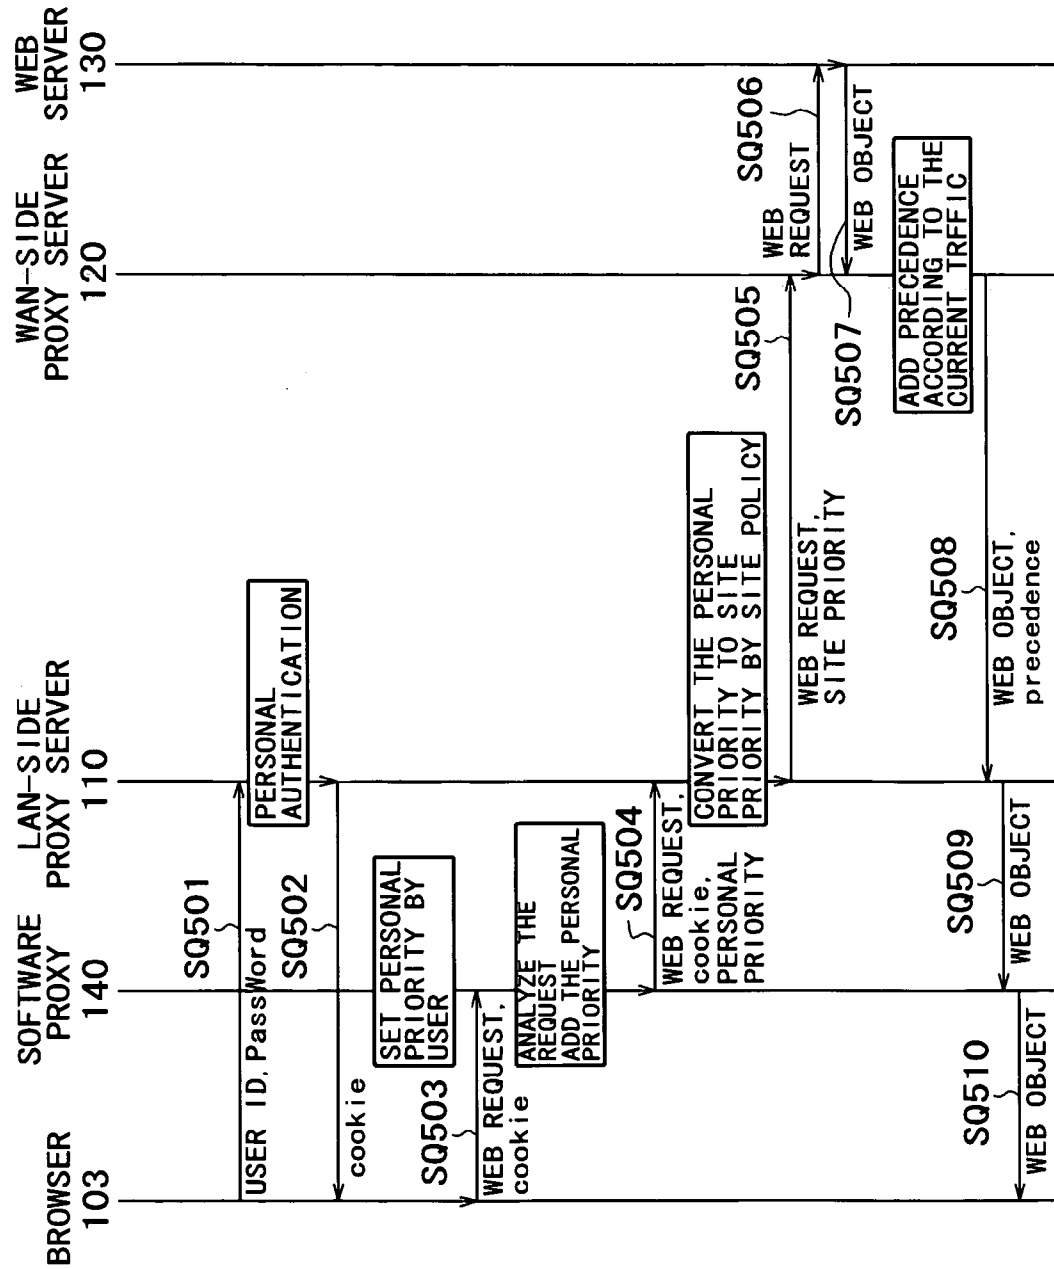 BROWSER
103
SOFTWARE
PROXY
140
LAN-SIDE
PROXY SERVER
110
WAN-SIDE
PROXY SERVER
120
WEB
SERVER
130
SQ501
USER ID, PassWord
PERSONAL
AUTHENTICATION
SQ502
cookie
SET PERSONAL
PRIORITY BY
USER
SQ503
WEB REQUEST,
cookie
ANALYZE THE
REQUEST
ADD THE PERSONAL
PRIORITY
SQ504
WEB REQUEST,
cookie,
PERSONAL
PRIORITY
CONVERT THE PERSONAL
PRIORITY TO SITE
PRIORITY BY SITE POLICY
SQ505
WEB REQUEST,
SITE PRIORITY
SQ506
WEB
REQUEST
SQ507
WEB OBJECT
ADD PRECEDENCE
ACCORDING TO THE
CURRENT TRFFIC
SQ508
WEB OBJECT,
precedence
SQ509
WEB OBJECT
SQ510
WEB OBJECT